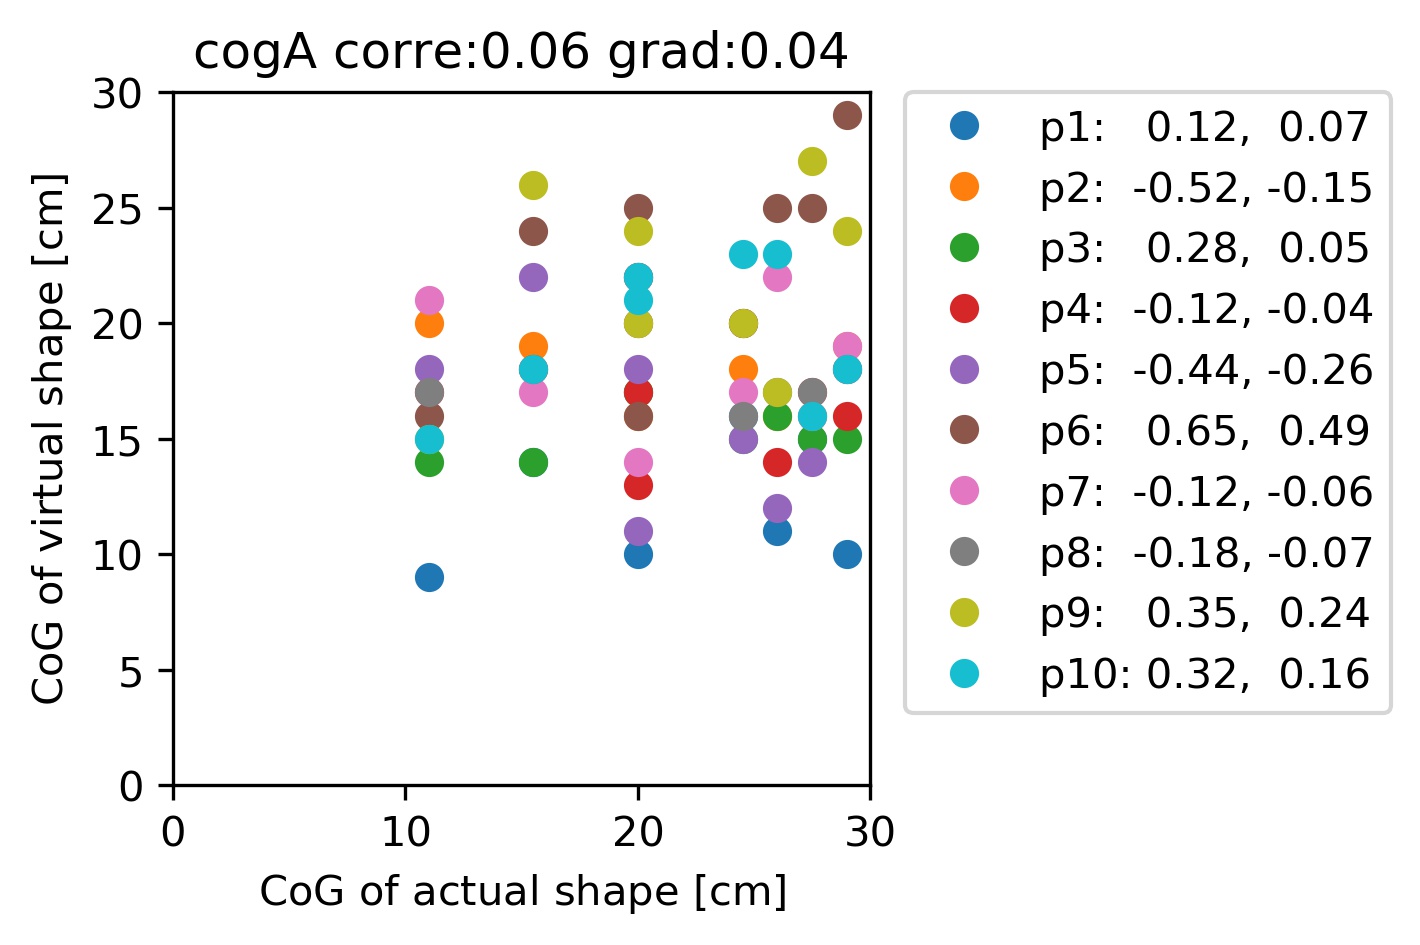 cogA corre:0.06 grad:0.04
30
25
20
15
10
5
0
0 10 20 30
CoG of virtual shape [cm]
CoG of actual shape [cm]
p1: 0.12, 0.07
p2: -0.52, -0.15
p3: 0.28, 0.05
p4: -0.12, -0.04
p5: -0.44, -0.26
p6: 0.65, 0.49
p7: -0.12, -0.06
p8: -0.18, -0.07
p9: 0.35, 0.24
p10: 0.32, 0.16